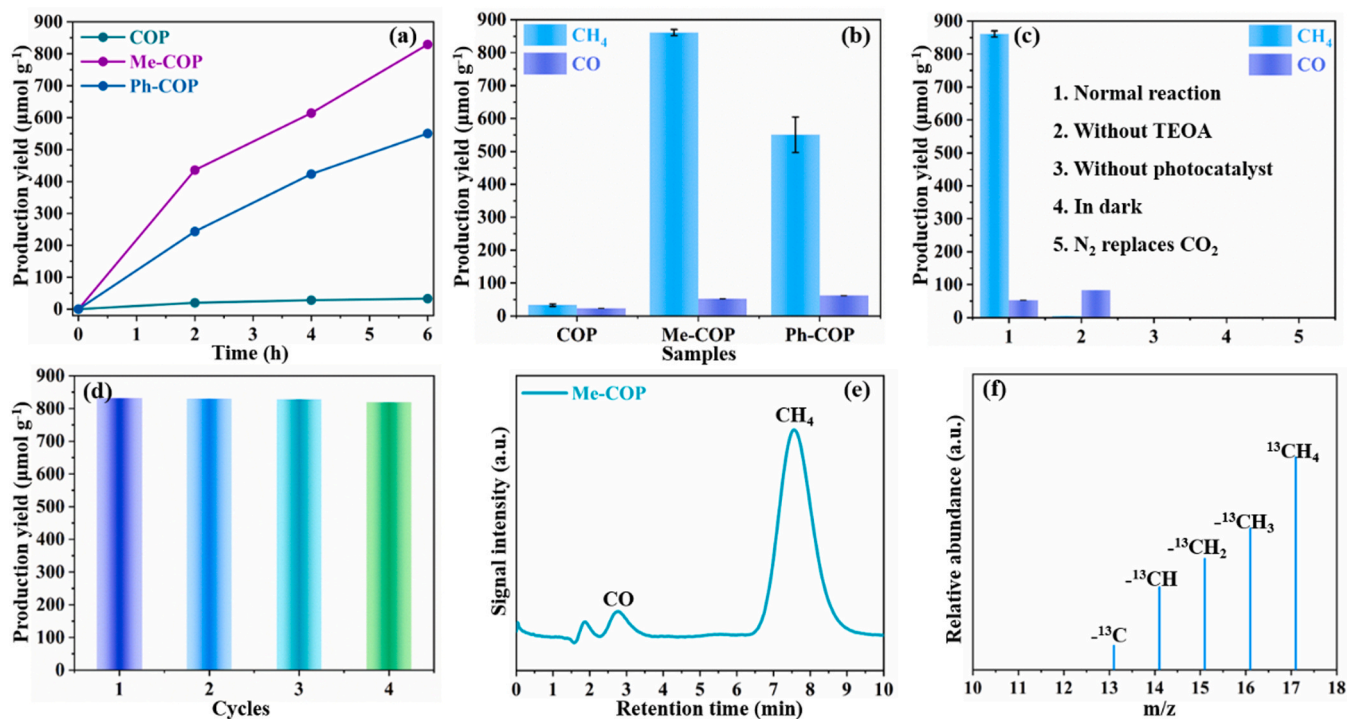 (a)
COP
Me-COP
Ph-COP
Production yield (μmol g⁻¹)
900
800
700
600
500
400
300
200
100
0
0 1 2 3 4 5 6
Time (h)
(b)
CH₄
CO
Production yield (μmol g⁻¹)
900
800
700
600
500
400
300
200
100
0
COP Me-COP Ph-COP
Samples
(c)
CH₄
CO
1. Normal reaction
2. Without TEOA
3. Without photocatalyst
4. In dark
5. N₂ replaces CO₂
Production yield (μmol g⁻¹)
900
800
700
600
500
400
300
200
100
0
1 2 3 4 5
(d)
Production yield (μmol g⁻¹)
900
800
700
600
500
400
300
200
100
0
1 2 3 4
Cycles
(e)
Me-COP
CH₄
CO
Signal intensity (a.u.)
0 1 2 3 4 5 6 7 8 9 10
Retention time (min)
(f)
¹³CH₄
-¹³CH₃
-¹³CH₂
-¹³CH
-¹³C
Relative abundance (a.u.)
10 11 12 13 14 15 16 17 18
m/z